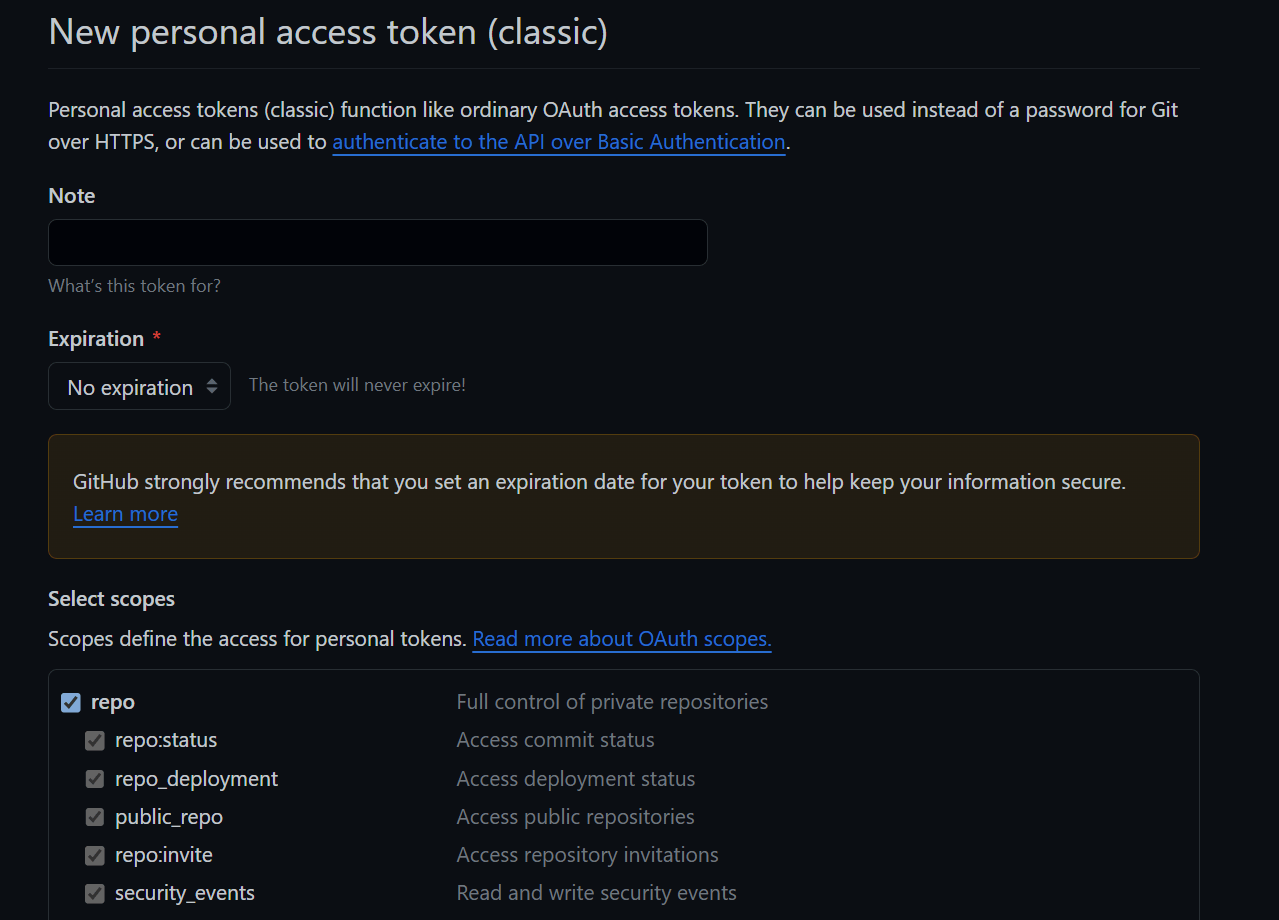 New personal access token (classic)
Personal access tokens (classic) function like ordinary OAuth access tokens. They can be used instead of a password for Git
over HTTPS, or can be used to authenticate to the API over Basic Authentication.
Note
What's this token for?
Expiration *
No expiration The token will never expire!
GitHub strongly recommends that you set an expiration date for your token to help keep your information secure.
Learn more
Select scopes
Scopes define the access for personal tokens. Read more about OAuth scopes.
repo Full control of private repositories
repo:status Access commit status
repo_deployment Access deployment status
public_repo Access public repositories
repo:invite Access repository invitations
security_events Read and write security events